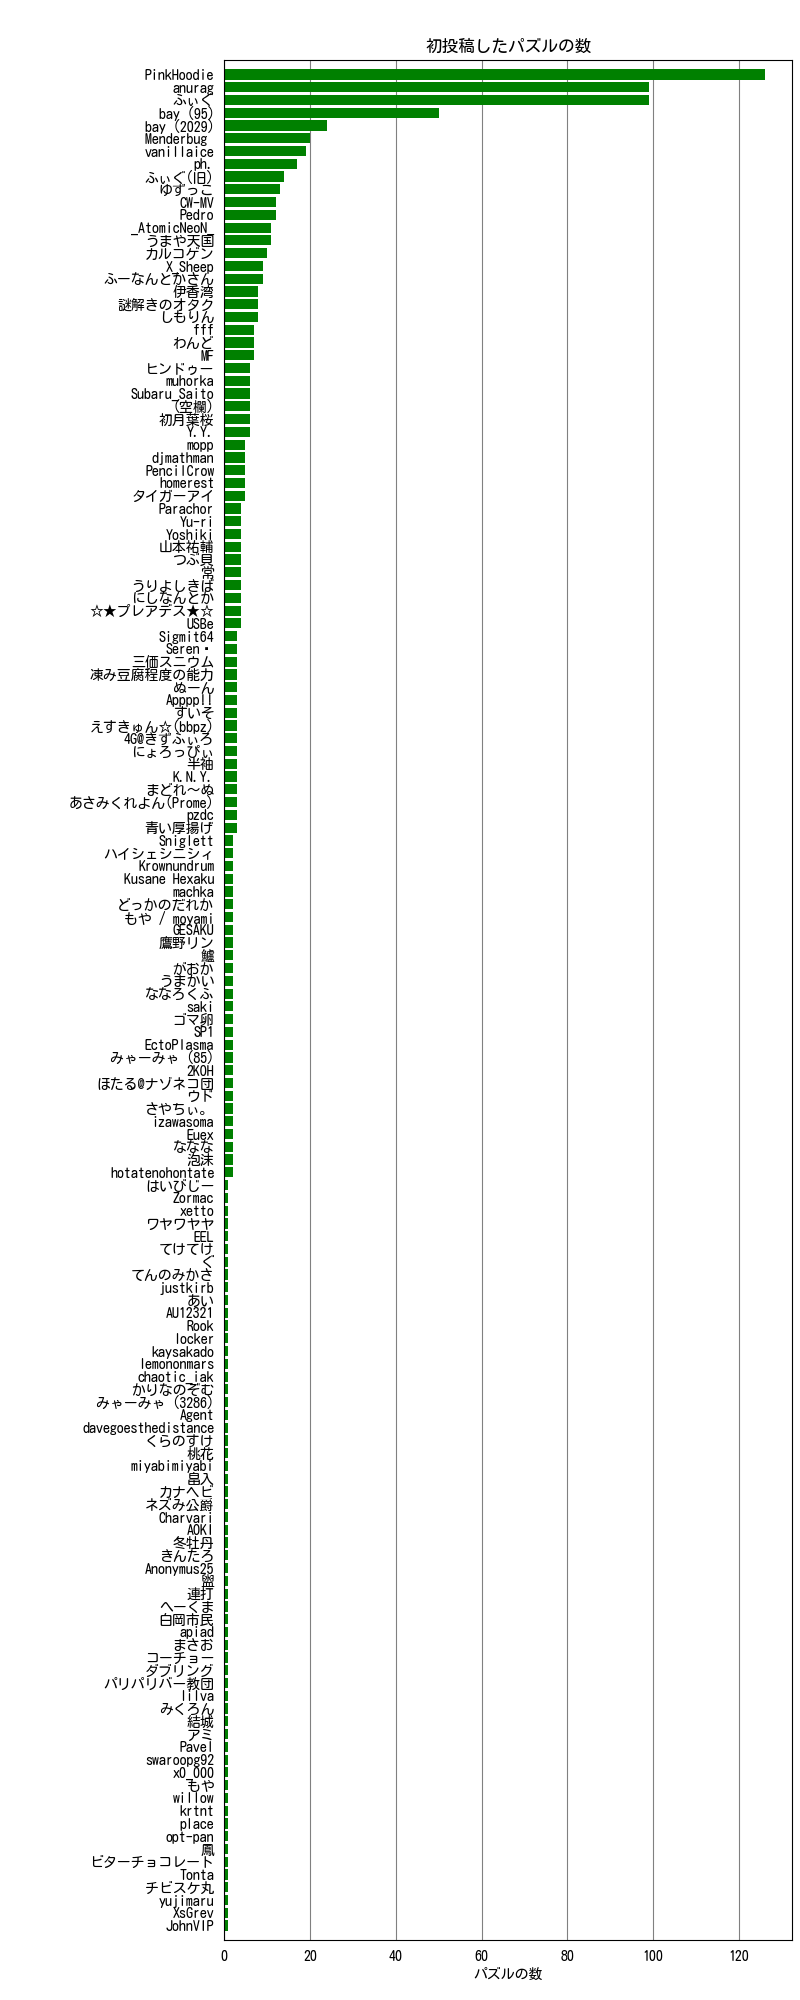 初投稿したパズルの数
PinkHoodie
anurag
ふぃぐ
bay (95)
bay (2029)
Menderbug
vanillaice
ph.
ふぃぐ(旧)
ゆずっこ
CW-MV
Pedro
_AtomicNeoN_
うまや天国
カルコゲン
X_Sheep
ふーなんとかさん
伊香湾
謎解きのオタク
しもりん
fff
わんど
MF
ヒンドゥー
muhorka
Subaru_Saito
(空欄)
初月葉桜
Y.Y.
mopp
djmathman
PencilCrow
homerest
タイガーアイ
Parachor
Yu-ri
Yoshiki
山本祐輔
つぶ貝
常
うりよしきば
にしなんとか
☆★プレアデス★☆
USBe
Sigmit64
Seren·
三価スニウム
凍み豆腐程度の能力
ぬーん
Appppll
すいそ
えすきゅん☆(bbpz)
4G@きずふぃろ
にょろっぴぃ
半袖
K.N.Y.
まどれ～ぬ
あさみくれよん(Prome)
pzdc
青い厚揚げ
Sniglett
ハイシェシニシィ
Krownundrum
Kusane Hexaku
machka
どっかのだれか
もや / moyami
GESAKU
鷹野リン
鱸
がおか
うまかい
ななろくふ
saki
ゴマ卵
SP1
EctoPlasma
みゃーみゃ (85)
2KOH
ほたる@ナゾネコ団
ウド
さやちぃ。
izawasoma
Euex
ななな
泡沫
hotatenohontate
はいびじー
Zormac
xetto
ワヤワヤヤ
EEL
てけてけ
ぐ
てんのみかさ
justkirb
あい
AU12321
Rook
locker
kaysakado
lemononmars
chaotic_iak
かりなのぞむ
みゃーみゃ (3286)
Agent
davegoesthedistance
くらのすけ
桃花
miyabimiyabi
畠入
カナヘビ
ネズみ公爵
Charvari
AOKI
冬牡丹
きんたろ
Anonymus25
連打
へーくま
白岡市民
apiad
まさお
コーチョー
ダブリング
パリパリバー教団
lilva
みくろん
結城
アミ
Pavel
swaroopg92
x0_000
もや
willow
krtnt
place
opt-pan
鳳
ビターチョコレート
Tonta
チビスケ丸
yujimaru
XsGrev
JohnVIP
0 20 40 60 80 100 120
パズルの数